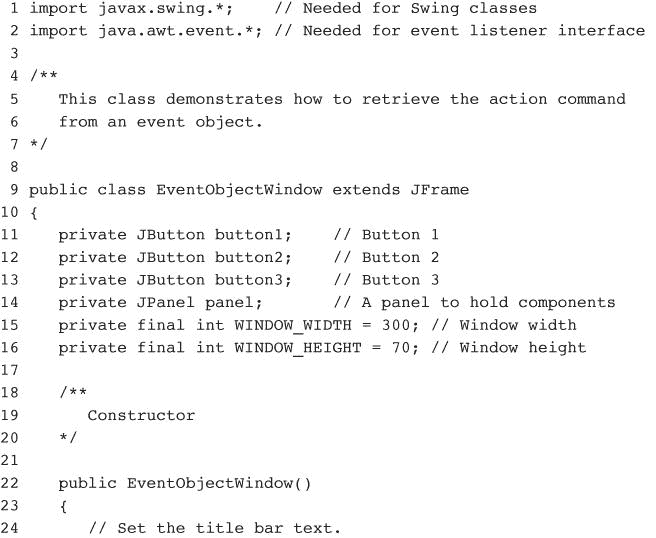 1 import javax.swing.*;    // Needed for Swing classes
2 import java.awt.event.*; // Needed for event listener interface
3
4 /**
5    This class demonstrates how to retrieve the action command
6    from an event object.
7 */
8
9 public class EventObjectWindow extends JFrame
10 {
11    private JButton button1;    // Button 1
12    private JButton button2;    // Button 2
13    private JButton button3;    // Button 3
14    private JPanel panel;       // A panel to hold components
15    private final int WINDOW_WIDTH = 300; // Window width
16    private final int WINDOW_HEIGHT = 70; // Window height
17
18    /**
19       Constructor
20    */
21
22    public EventObjectWindow()
23    {
24       // Set the title bar text.